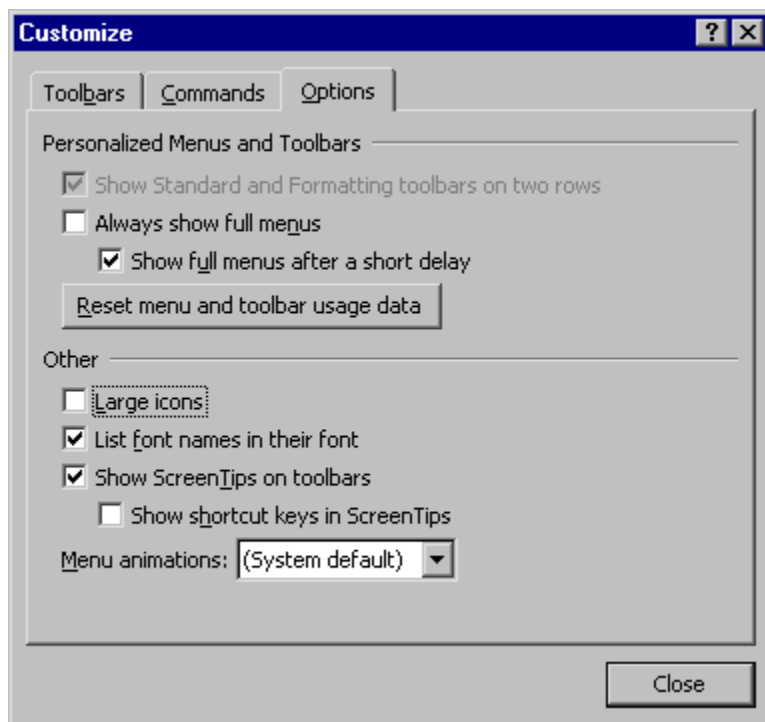 Customize
Toolbars Commands Options
Personalized Menus and Toolbars
Show Standard and Formatting toolbars on two rows
Always show full menus
Show full menus after a short delay
Reset menu and toolbar usage data
Other
Large icons
List font names in their font
Show ScreenTips on toolbars
Show shortcut keys in ScreenTips
Menu animations: (System default)
Close